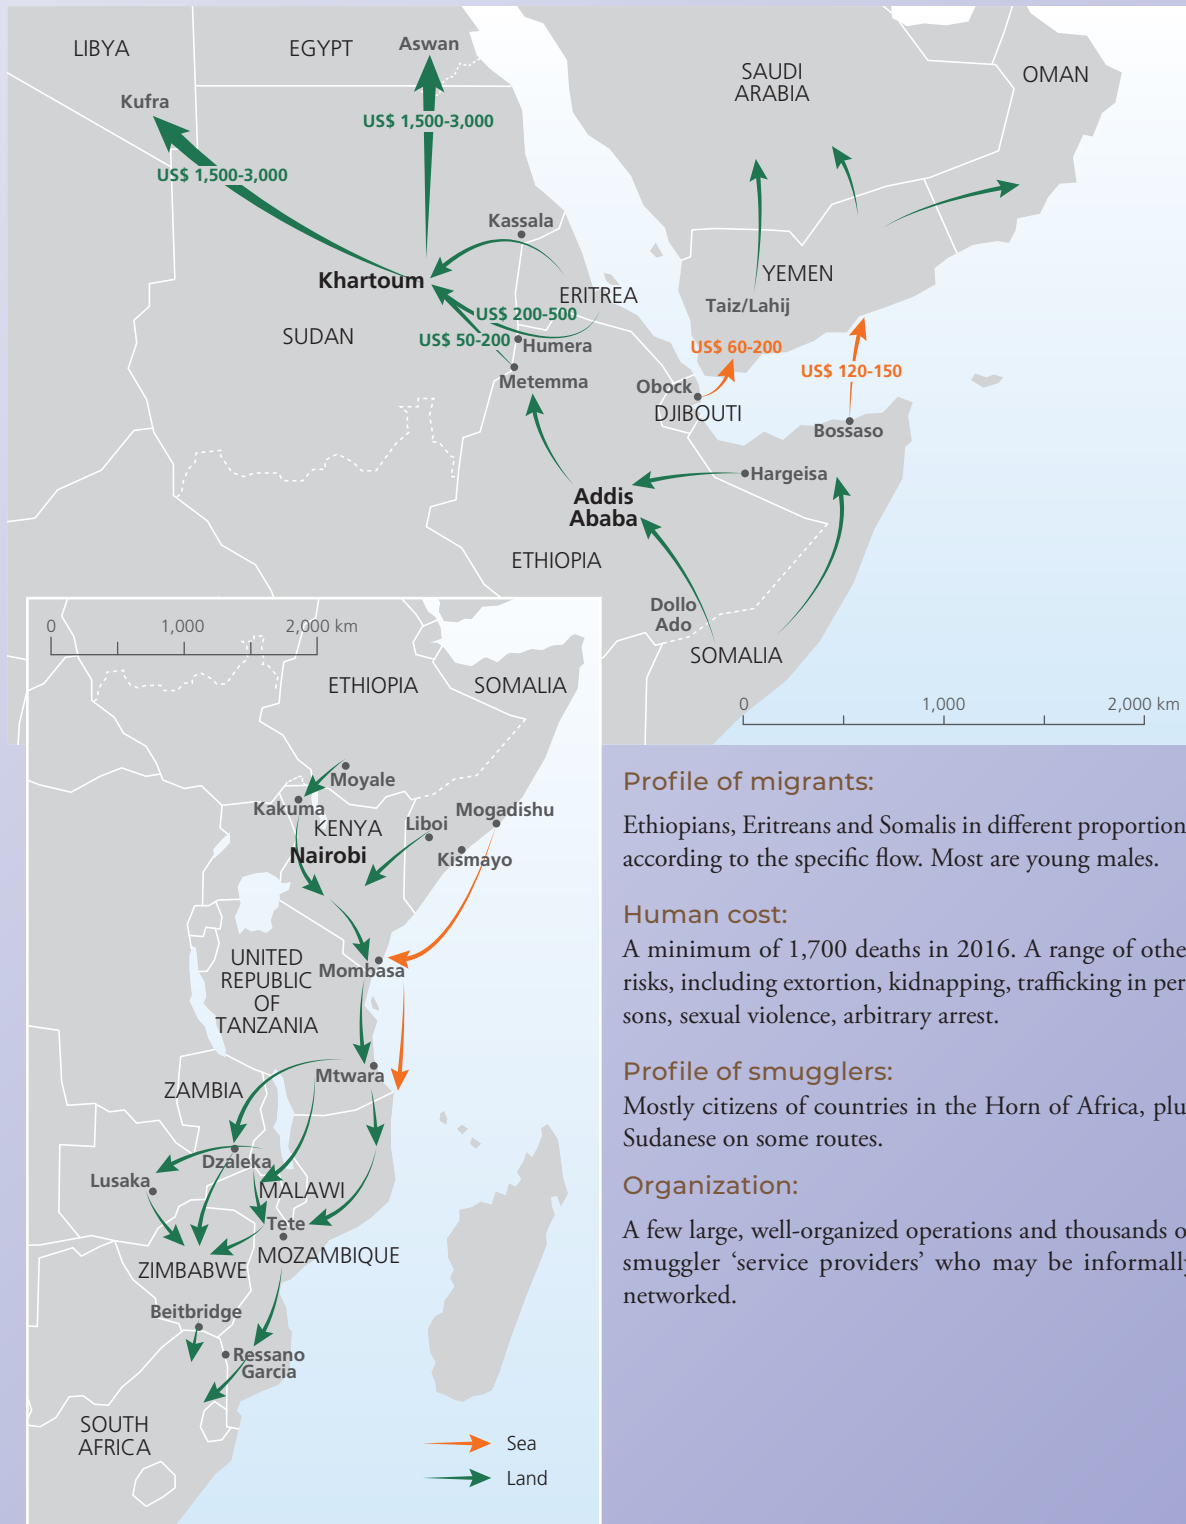 LIBYA
EGYPT
Aswan
SAUDI
ARABIA
OMAN
Kufra
US$ 1,500-3,000
US$ 1,500-3,000
Kassala
Khartoum
ERITREA
YEMEN
Taiz/Lahij
US$ 200-500
SUDAN
US$ 50-200
Humera
US$ 60-200
US$ 120-150
Metemma
Obock
DJIBOUTI
Bossaso
Hargeisa
Addis
Ababa
ETHIOPIA
Dollo
Ado
SOMALIA
0 1,000 2,000 km
0 1,000 2,000 km
ETHIOPIA
SOMALIA
Moyale
Kakuma
KENYA
Liboi
Mogadishu
Nairobi
Kismayo
UNITED
REPUBLIC
OF
TANZANIA
Mombasa
Mtwara
ZAMBIA
Dzaleka
Lusaka
MALAWI
Tete
MOZAMBIQUE
ZIMBABWE
Beitbridge
Ressano
Garcia
SOUTH
AFRICA
Sea
Land
Profile of migrants:
Ethiopians, Eritreans and Somalis in different proportion
according to the specific flow. Most are young males.
Human cost:
A minimum of 1,700 deaths in 2016. A range of othe
risks, including extortion, kidnapping, trafficking in per
sons, sexual violence, arbitrary arrest.
Profile of smugglers:
Mostly citizens of countries in the Horn of Africa, plu
Sudanese on some routes.
Organization:
A few large, well-organized operations and thousands o
smuggler ‘service providers’ who may be informally
networked.